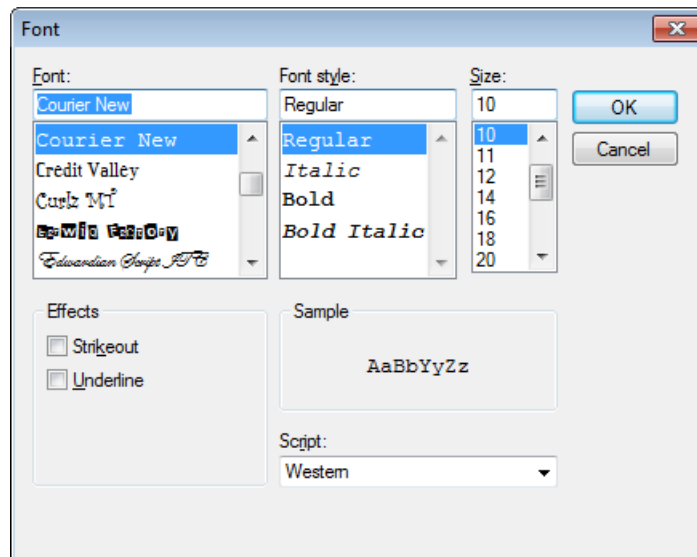 Font
Font: Font style: Size:
Courier New Regular 10
OK
Courier New
Credit Valley
Curlz MT
Earwig Factory
Edwardian Script ITC
Regular
Italic
Bold
Bold Italic
10
11
12
14
16
18
20
Cancel
Effects
Strikeout
Underline
Sample
AaBbYyZz
Script:
Western